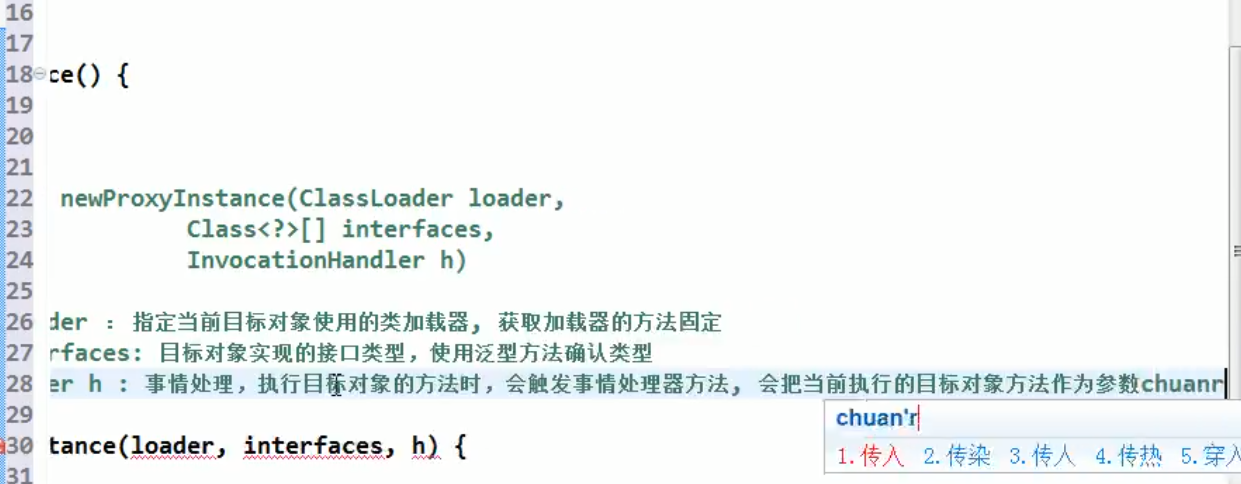 16
17
18 ce() {
19
20
21
22 newProxyInstance(ClassLoader loader,
23 Class<?>[] interfaces,
24 InvocationHandler h)
25
26 der : 指定当前目标对象使用的类加载器, 获取加载器的方法固定
27 rfaces: 目标对象实现的接口类型，使用泛型方法确认类型
28 er h : 事情处理，执行目标对象的方法时，会触发事情处理器方法, 会把当前执行的目标对象方法作为参数chuanr
29
chuan'r
30 tance(loader, interfaces, h) {
1.传入 2.传染 3.传人 4.传热 5.穿入
31